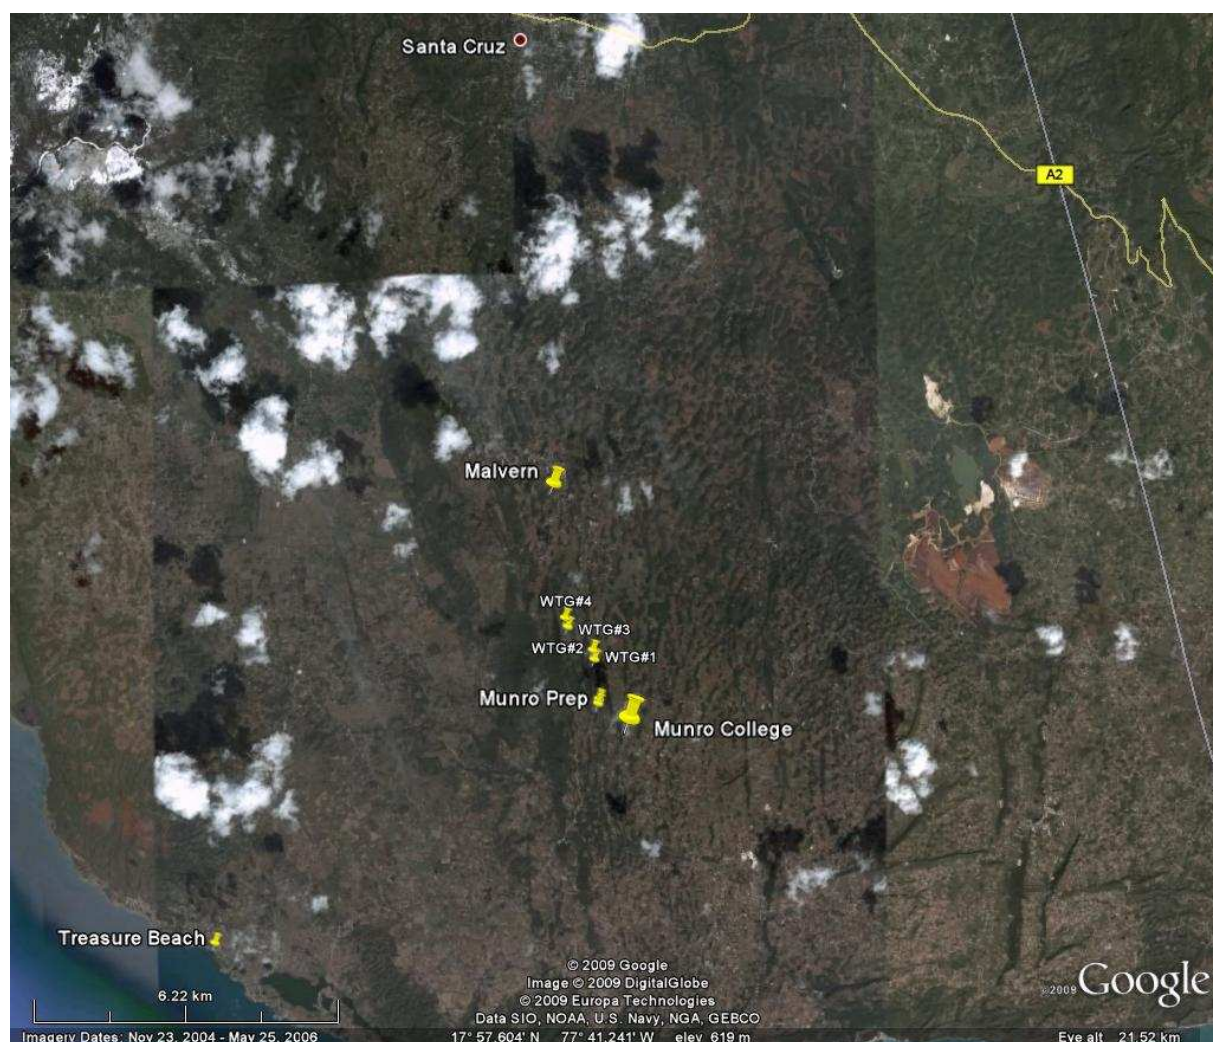 Santa Cruz
A2
Malvern
WTG#4
WTG#3
WTG#2
WTG#1
Munro Prep
Munro College
Treasure Beach
6.22 km
© 2009 Google
Image © 2009 DigitalGlobe
© 2009 Europa Technologies
Data SIO, NOAA, U.S. Navy, NGA, GEBCO
©2009 Google
Imagery Dates: Nov 23, 2004 - May 25, 2006 17° 57.604' N 77° 41.241' W elev 619 m Eye alt 21.52 km